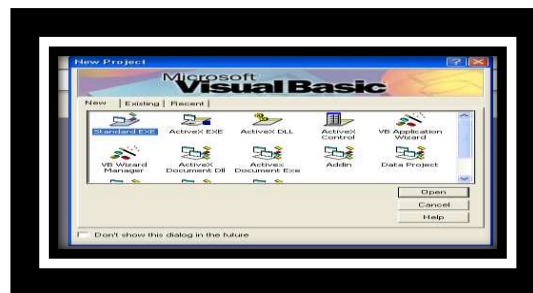 New Project
Microsoft
Visual Basic
New Existing Recent
Standard EXE ActiveX EXE ActiveX DLL ActiveX Control VB Application Wizard
VB Wizard Manager ActiveX Document Dll Activex Document Exe Addin Data Project
Open
Cancel
Help
Don't show this dialog in the future